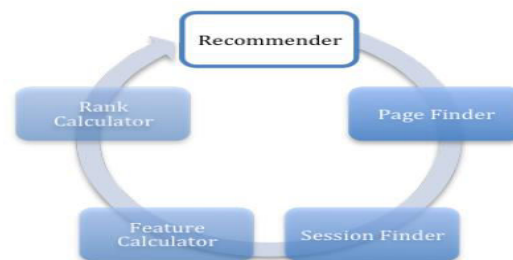 Recommender
Page Finder
Session Finder
Feature
Calculator
Rank
Calculator